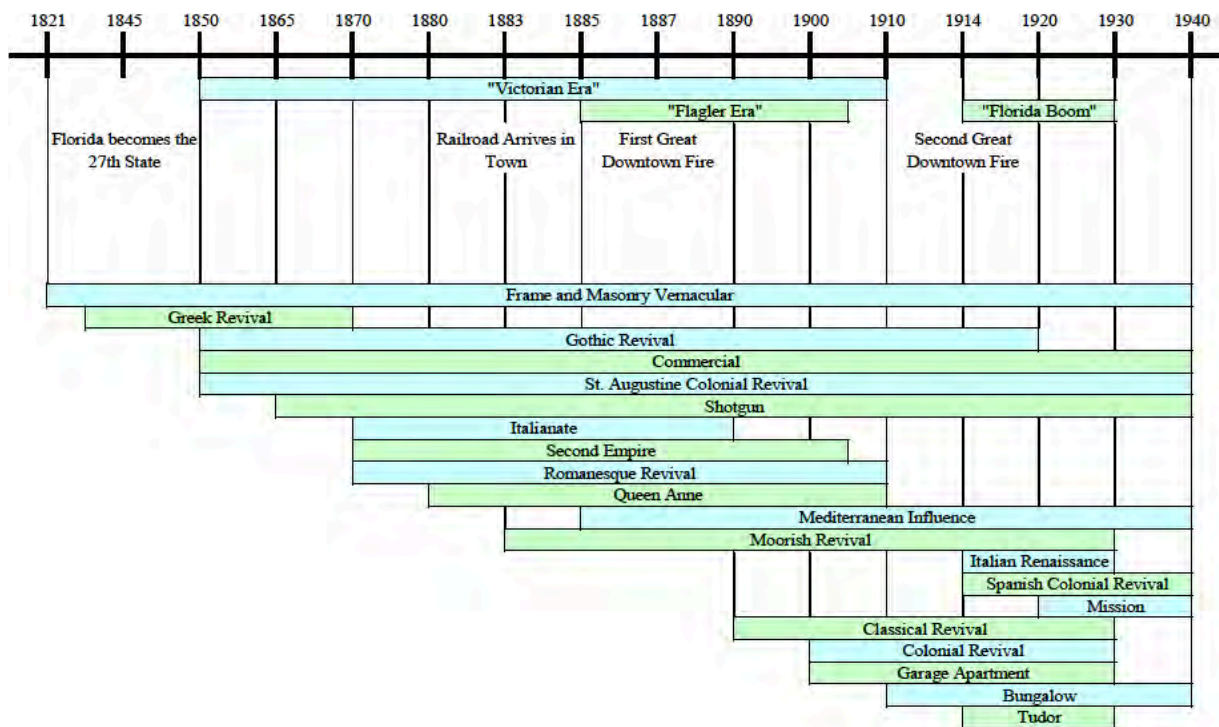 1821 1845 1850 1865 1870 1880 1883 1885 1887 1890 1900 1910 1914 1920 1930 1940
"Victorian Era"
"Flagler Era" "Florida Boom"
Florida becomes the Railroad Arrives in First Great Second Great
27th State Town Downtown Fire Downtown Fire
Frame and Masonry Vernacular
Greek Revival
Gothic Revival
Commercial
St. Augustine Colonial Revival
Shotgun
Italianate
Second Empire
Romanesque Revival
Queen Anne
Mediterranean Influence
Moorish Revival
Italian Renaissance
Spanish Colonial Revival
Mission
Classical Revival
Colonial Revival
Garage Apartment
Bungalow
Tudor